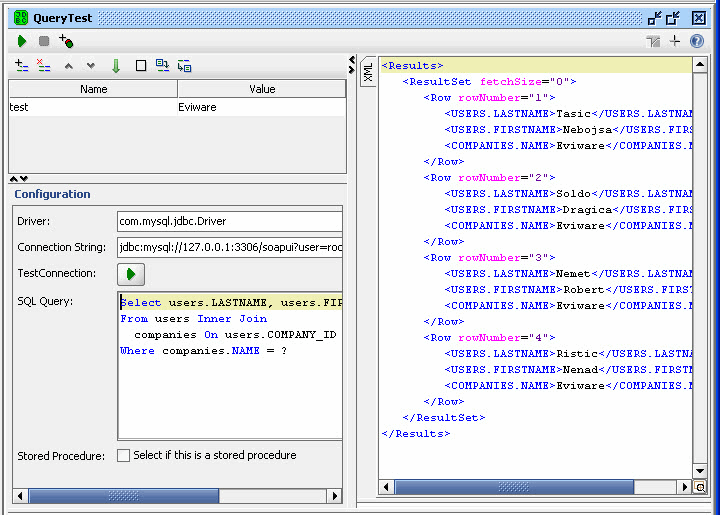 QueryTest
Name Value
test Eviware
Configuration
Driver: com.mysql.jdbc.Driver
Connection String: jdbc:mysql://127.0.0.1:3306/soapui?user=roo
TestConnection:
SQL Query: Select users.LASTNAME, users.FIR
From users Inner Join
companies On users.COMPANY_ID
Where companies.NAME = ?
Stored Procedure: Select if this is a stored procedure
XML
<Results>
<ResultSet fetchSize="0">
<Row rowNumber="1">
<USERS.LASTNAME>Tasic</USERS.LASTNAM
<USERS.FIRSTNAME>Nebojsa</USERS.FIRS
<COMPANIES.NAME>Eviware</COMPANIES.N
</Row>
<Row rowNumber="2">
<USERS.LASTNAME>Soldo</USERS.LASTNAM
<USERS.FIRSTNAME>Dragica</USERS.FIRS
<COMPANIES.NAME>Eviware</COMPANIES.N
</Row>
<Row rowNumber="3">
<USERS.LASTNAME>Nemet</USERS.LASTNAM
<USERS.FIRSTNAME>Robert</USERS.FIRST
<COMPANIES.NAME>Eviware</COMPANIES.N
</Row>
<Row rowNumber="4">
<USERS.LASTNAME>Ristic</USERS.LASTNA
<USERS.FIRSTNAME>Nenad</USERS.FIRSTN
<COMPANIES.NAME>Eviware</COMPANIES.N
</Row>
</ResultSet>
</Results>